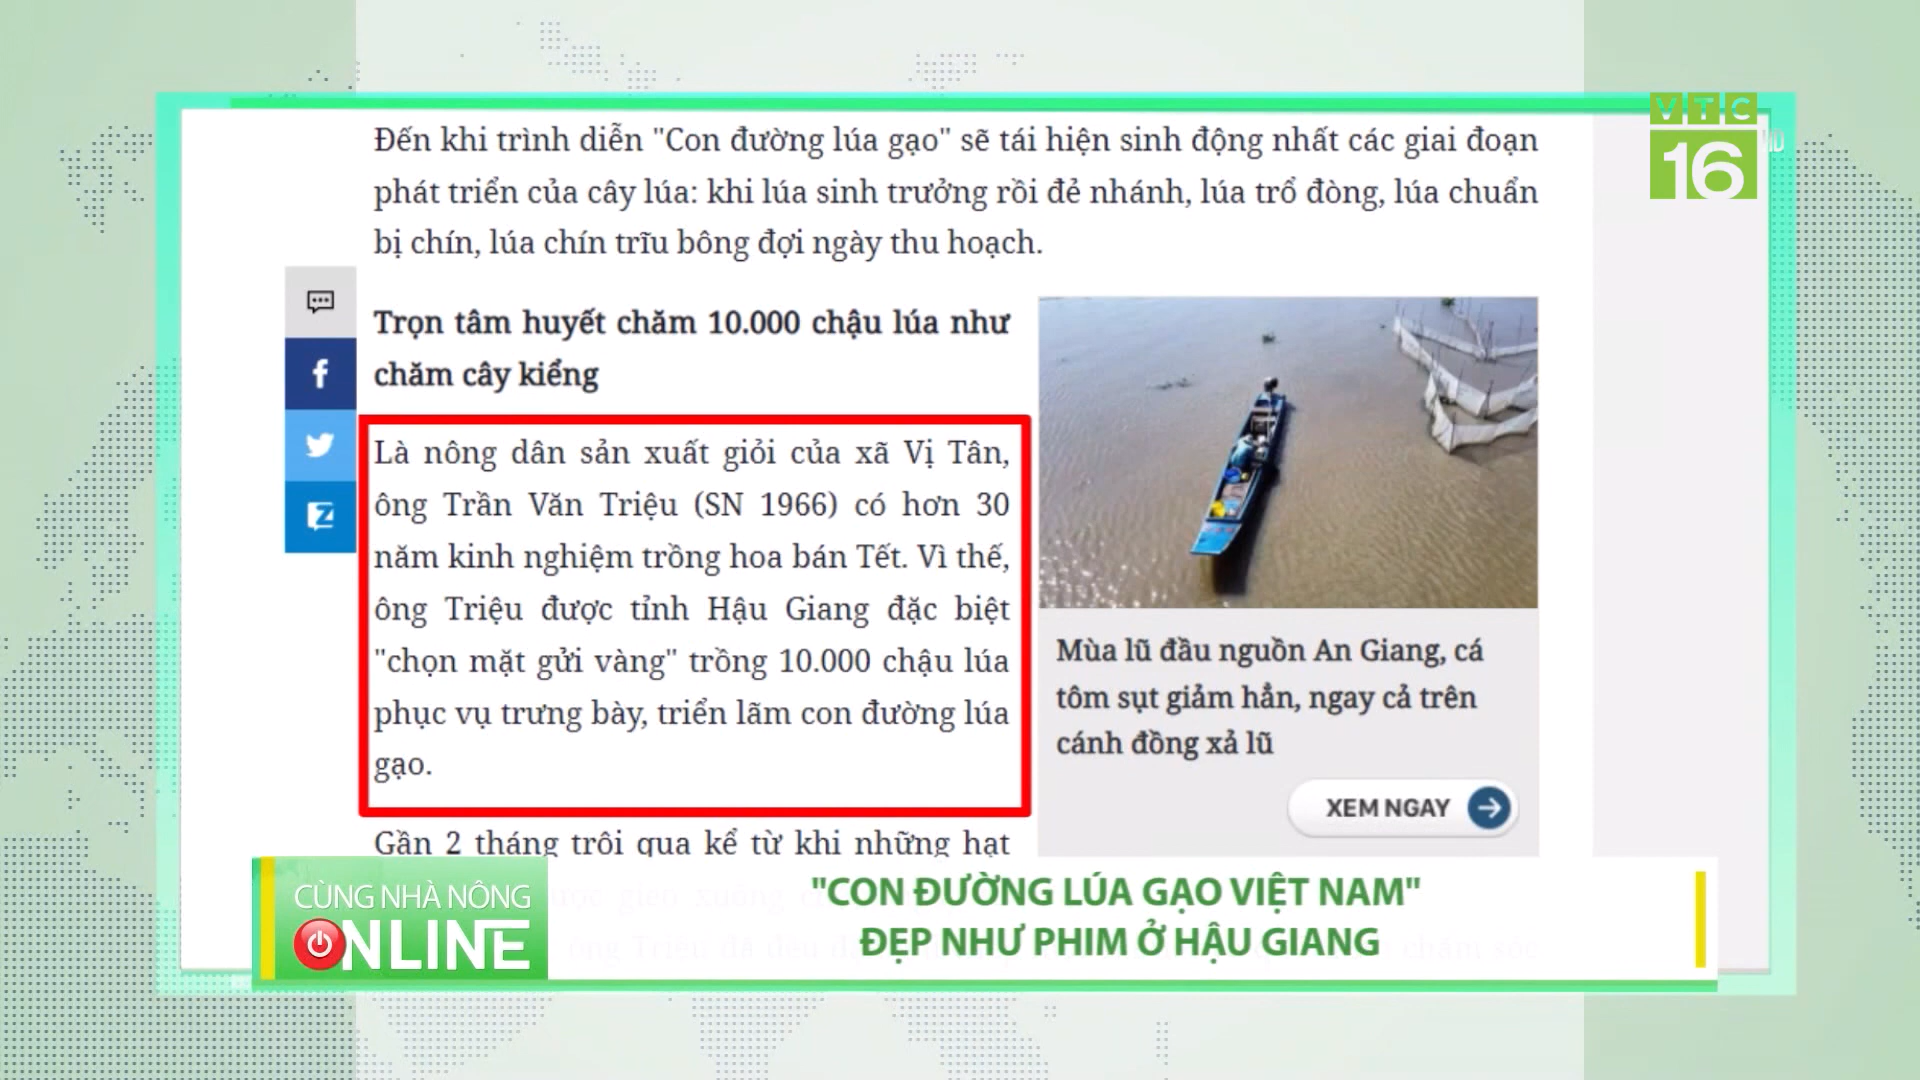 VTC
16
HD
Đến khi trình diễn "Con đường lúa gạo" sẽ tái hiện sinh động nhất các giai đoạn
phát triển của cây lúa: khi lúa sinh trưởng rồi đẻ nhánh, lúa trổ đòng, lúa chuẩn
bị chín, lúa chín trĩu bông đợi ngày thu hoạch.
Trọn tâm huyết chăm 10.000 chậu lúa như
chăm cây kiểng
Là nông dân sản xuất giỏi của xã Vị Tân,
ông Trần Văn Triệu (SN 1966) có hơn 30
năm kinh nghiệm trồng hoa bán Tết. Vì thế,
ông Triệu được tỉnh Hậu Giang đặc biệt
"chọn mặt gửi vàng" trồng 10.000 chậu lúa
phục vụ trưng bày, triển lãm con đường lúa
gạo.
Gần 2 tháng trôi qua kể từ khi những hạt
Mùa lũ đầu nguồn An Giang, cá
tôm sụt giảm hẳn, ngay cả trên
cánh đồng xả lũ
XEM NGAY
CÙNG NHÀ NÔNG
ONLINE
"CON ĐƯỜNG LÚA GẠO VIỆT NAM"
ĐẸP NHƯ PHIM Ở HẬU GIANG